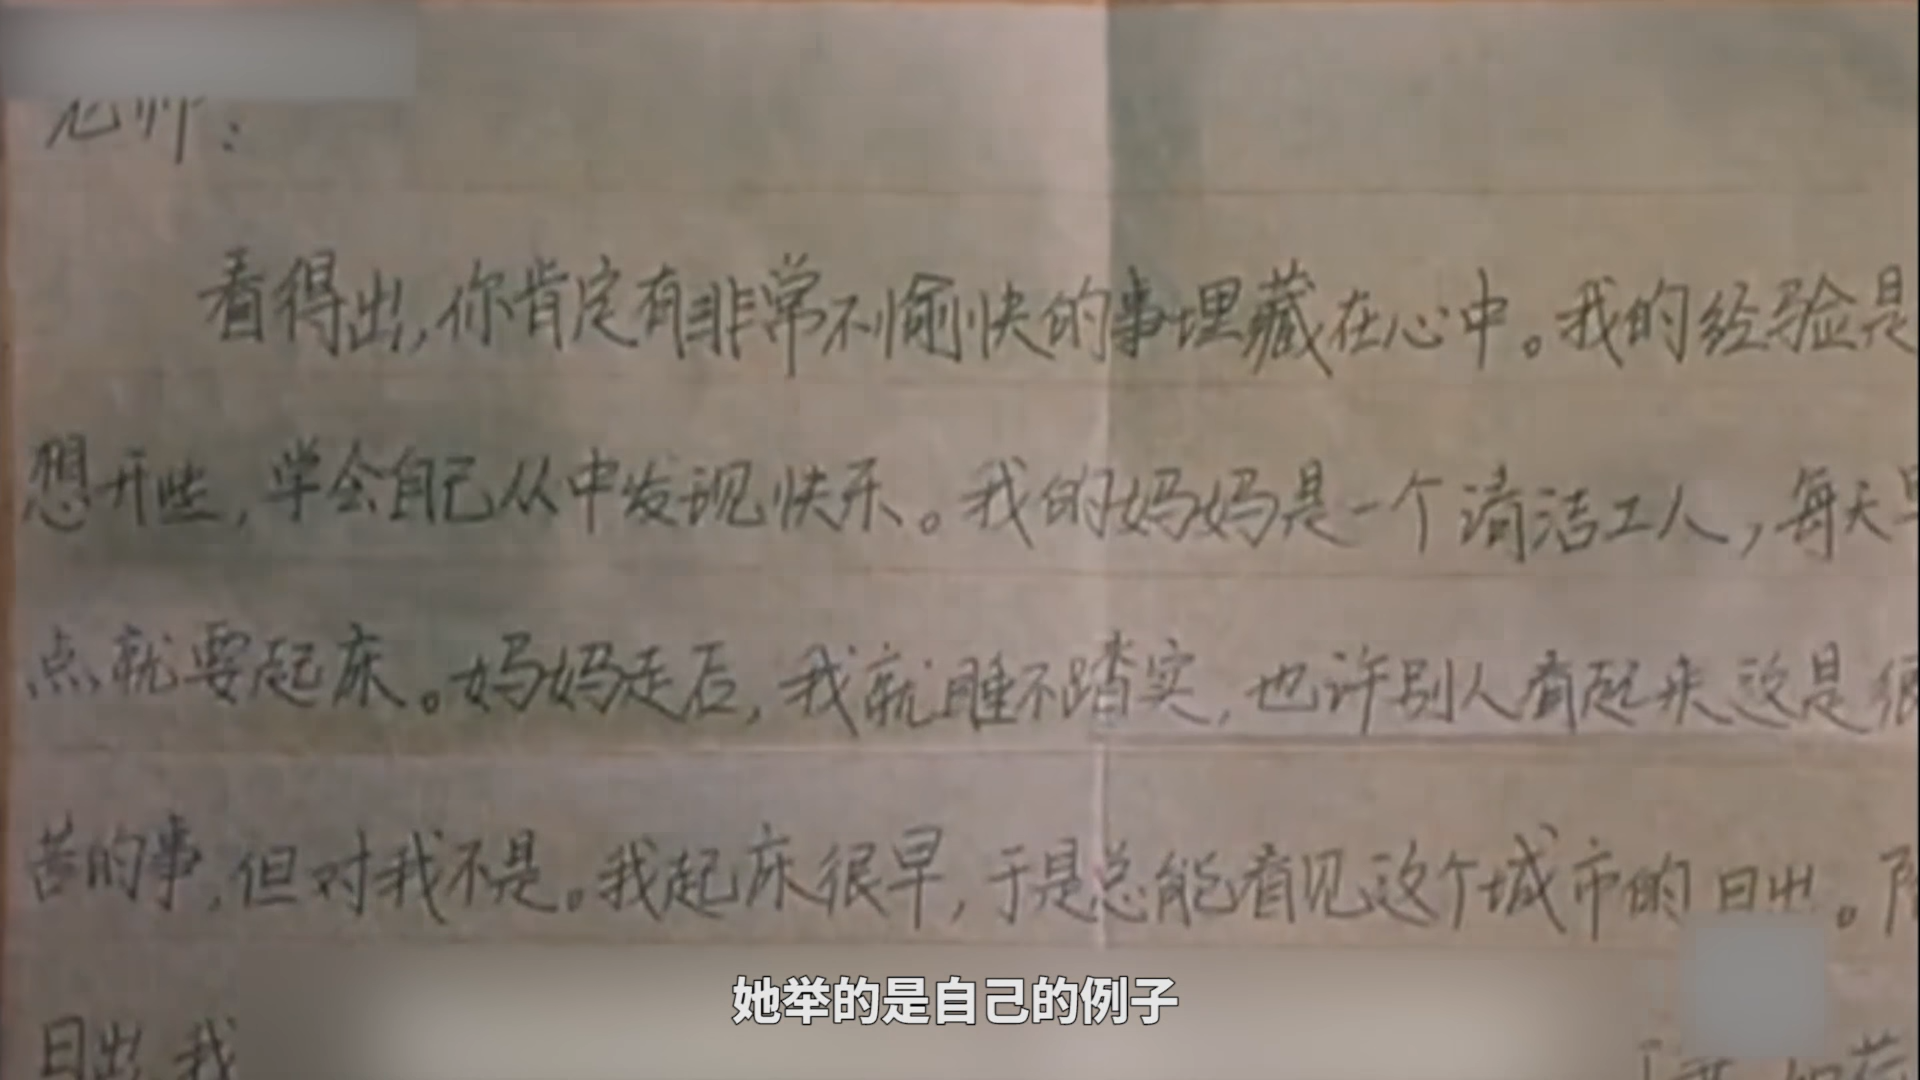 老师：
看得出，你肯定有非常不愉快的事埋藏在心中。我的经验是
想开些，学会自己从中发现快乐。我的妈妈是一个清洁工人，每天早
点就要起床。妈妈走后，我就睡不踏实，也许别人看起来这是很
苦的事，但对我不是。我起床很早，于是总能看见这个城市的日出。
日出，我
她举的是自己的例子